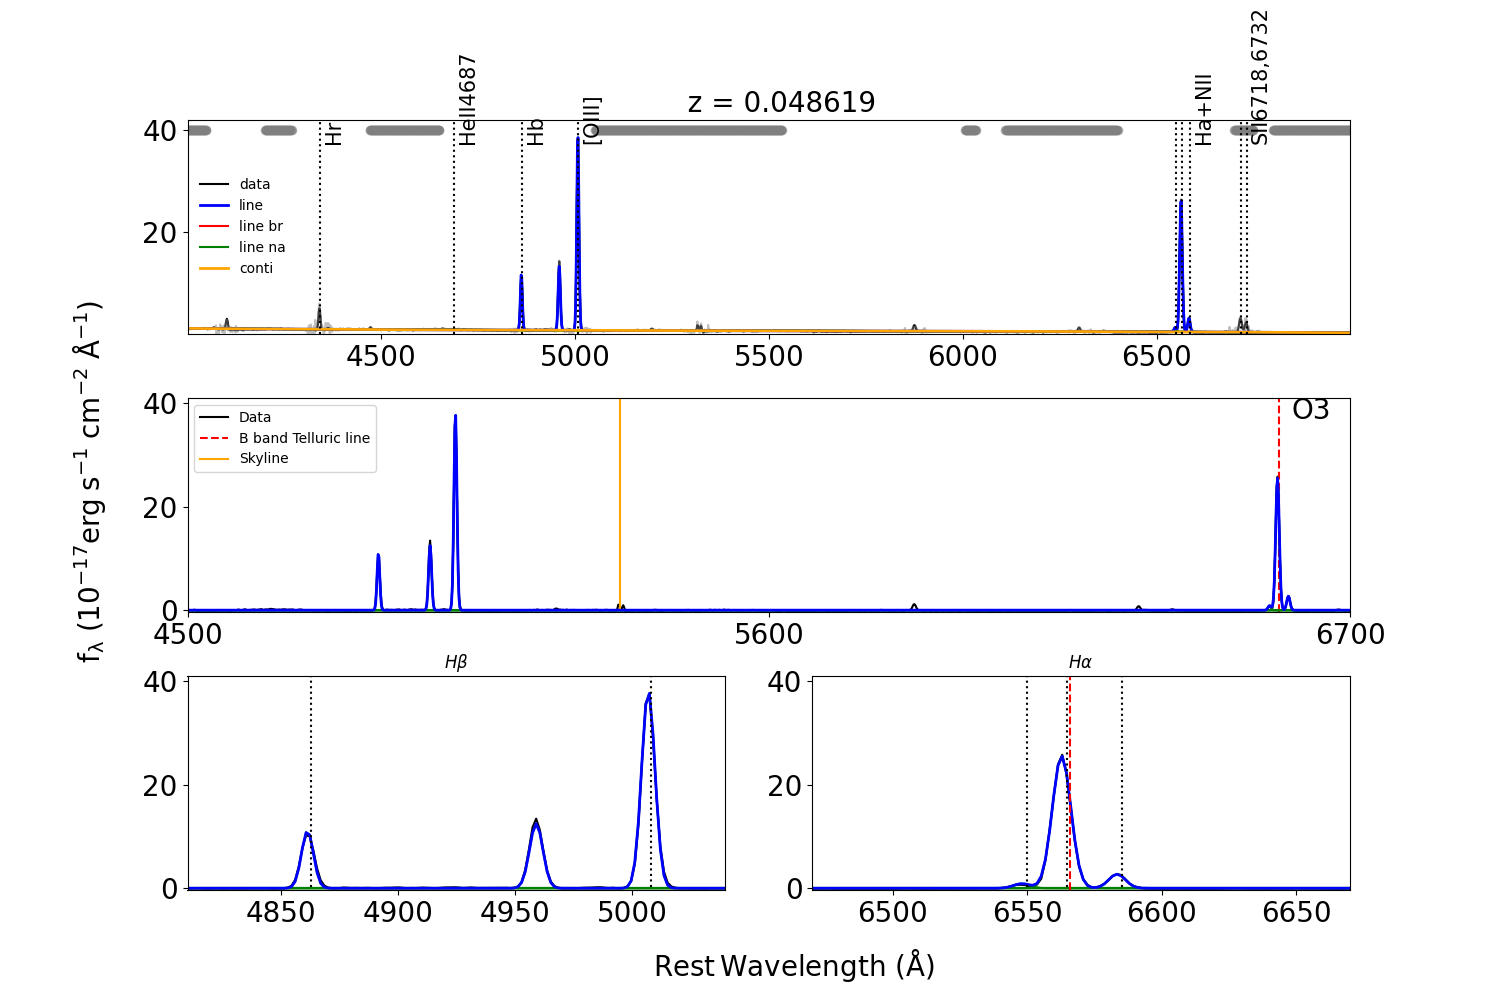 z = 0.048619
Hr
HeII4687
Hb
[OIII]
Ha+NII
SII6718,6732
40
20
data
line
line br
line na
conti
4500 5000 5500 6000 6500
f_λ (10⁻¹⁷erg s⁻¹ cm⁻² Å⁻¹)
40
20
0
Data
B band Telluric line
Skyline
O3
4500 5600 6700
Hβ
40
20
0
4850 4900 4950 5000
Hα
40
20
0
6500 6550 6600 6650
Rest Wavelength (Å)